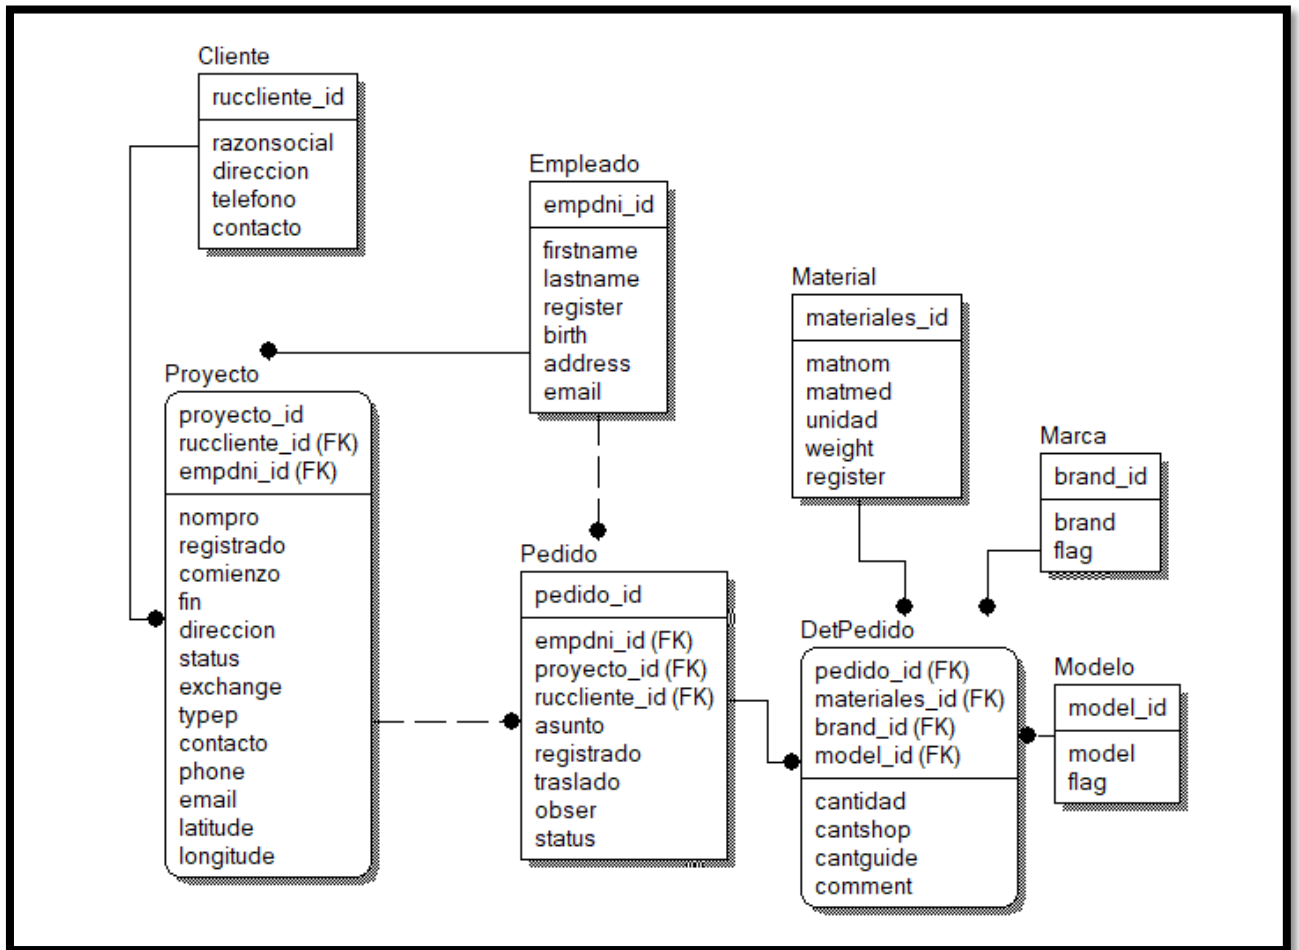 Cliente
ruccliente_id
razonsocial
direccion
telefono
contacto
Empleado
empdni_id
firstname
lastname
register
birth
address
email
Material
materiales_id
matnom
matmed
unidad
weight
register
Marca
brand_id
brand
flag
Proyecto
proyecto_id
ruccliente_id (FK)
empdni_id (FK)
nompro
registrado
comienzo
fin
direccion
status
exchange
typep
contacto
phone
email
latitude
longitude
Pedido
pedido_id
empdni_id (FK)
proyecto_id (FK)
ruccliente_id (FK)
asunto
registrado
traslado
obser
status
DetPedido
pedido_id (FK)
materiales_id (FK)
brand_id (FK)
model_id (FK)
cantidad
cantshop
cantguide
comment
Modelo
model_id
model
flag